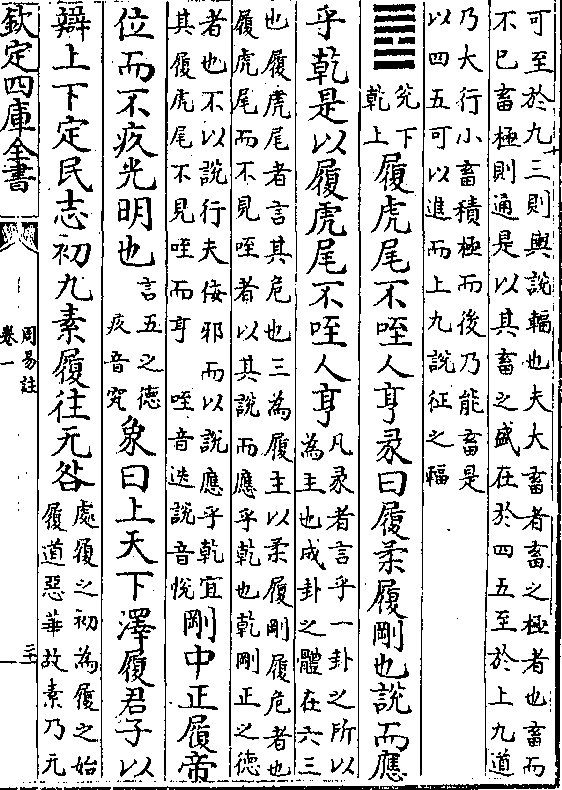 可至於九三則輿說輻也夫大畜者畜之極者也畜而
不已畜極則通是以其畜之盛在於四五至於上九道
乃大行小畜積極而後乃能畜是
以四五可以進而上九說征之輻
䷉兌下乾上履虎尾不咥人亨彖曰履柔履剛也說而應
乎乾是以履虎尾不咥人亨凡彖者言乎一卦之所以為主也成卦之體在六三
也履虎尾者言其危也三為履主以柔履剛履危者也
履虎尾而不見咥者以其說而應乎乾也乾剛正之德
者也不以說行夫佞邪而以說應乎乾宜其履虎尾不見咥而亨 咥音迭說音悅剛中正履帝
位而不疚光明也言五之德疚音究象曰上天下澤履君子以
辯上下定民志初九素履往无咎處履之初為履之始履道惡華故素乃无
欽定四庫全書
周易註
卷一
三十